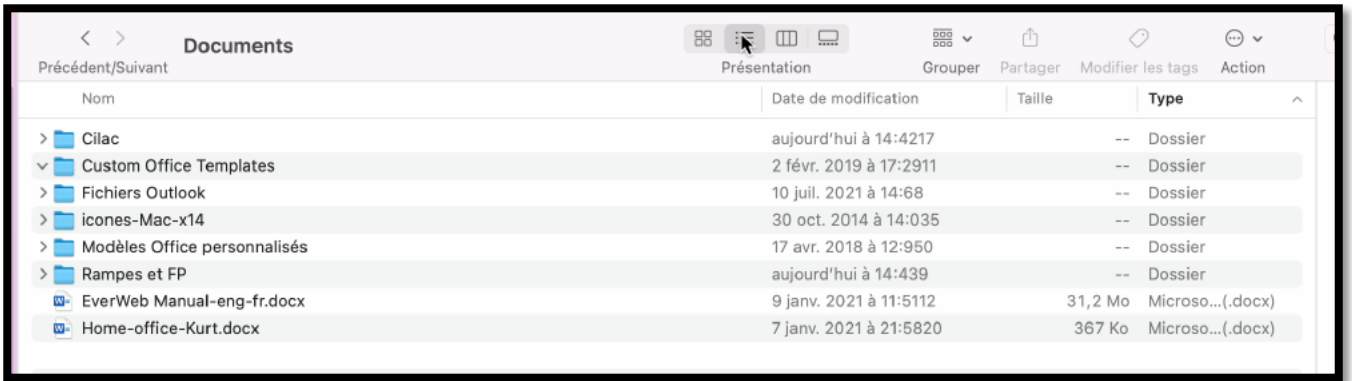 Documents
Précédent/Suivant Présentation Grouper Partager Modifier les tags Action
Nom Date de modification Taille Type
Cilac aujourd'hui à 14:4217 -- Dossier
Custom Office Templates 2 févr. 2019 à 17:2911 -- Dossier
Fichiers Outlook 10 juil. 2021 à 14:68 -- Dossier
icones-Mac-x14 30 oct. 2014 à 14:035 -- Dossier
Modèles Office personnalisés 17 avr. 2018 à 12:950 -- Dossier
Rampes et FP aujourd'hui à 14:439 -- Dossier
EverWeb Manual-eng-fr.docx 9 janv. 2021 à 11:5112 31,2 Mo Microso...(.docx)
Home-office-Kurt.docx 7 janv. 2021 à 21:5820 367 Ko Microso...(.docx)